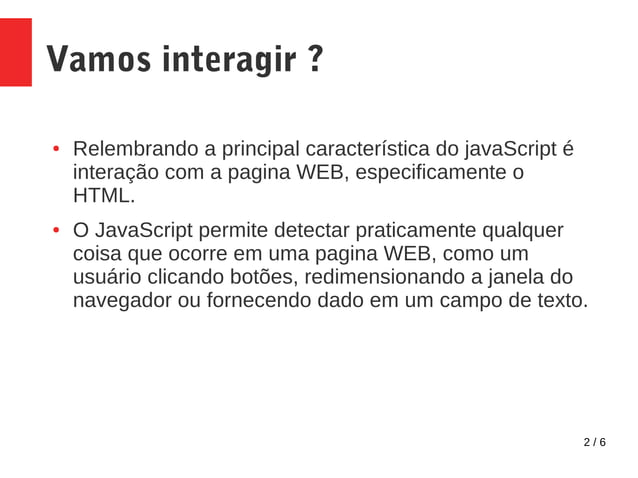 Vamos interagir ?
● Relembrando a principal característica do javaScript é
interação com a pagina WEB, especificamente o
HTML.
● O JavaScript permite detectar praticamente qualquer
coisa que ocorre em uma pagina WEB, como um
usuário clicando botões, redimensionando a janela do
navegador ou fornecendo dado em um campo de texto.
2 / 6